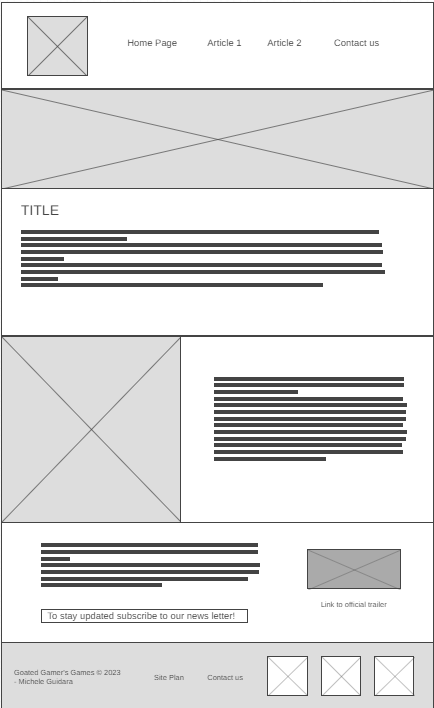 Home Page Article 1 Article 2 Contact us
TITLE
To stay updated subscribe to our news letter!
Link to official trailer
Goated Gamer's Games © 2023
- Michele Guidara
Site Plan Contact us